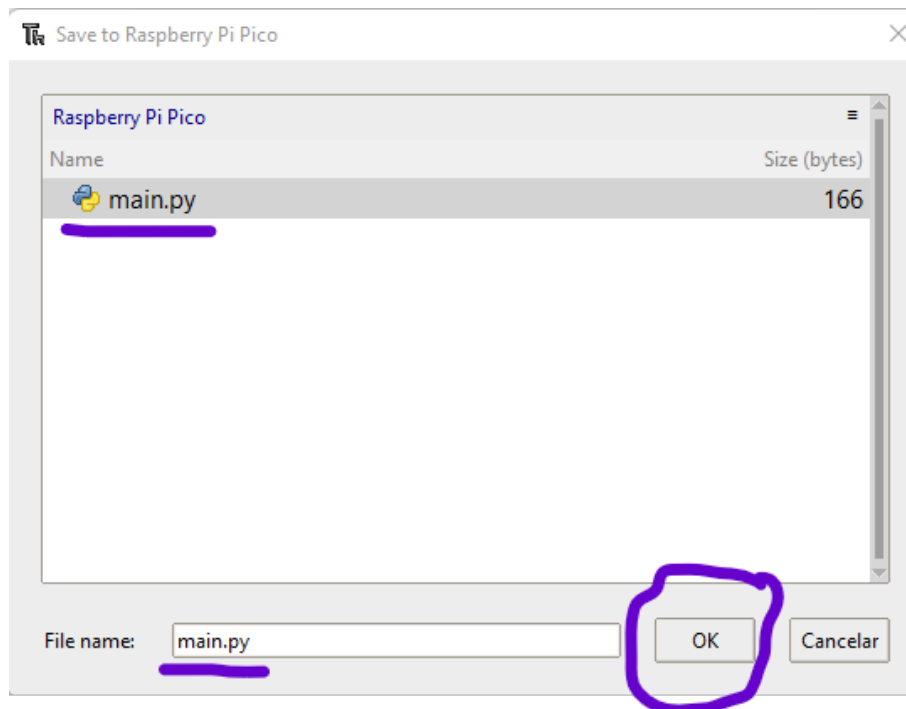 Save to Raspberry Pi Pico
Raspberry Pi Pico
Name Size (bytes)
main.py 166
File name: main.py OK Cancelar